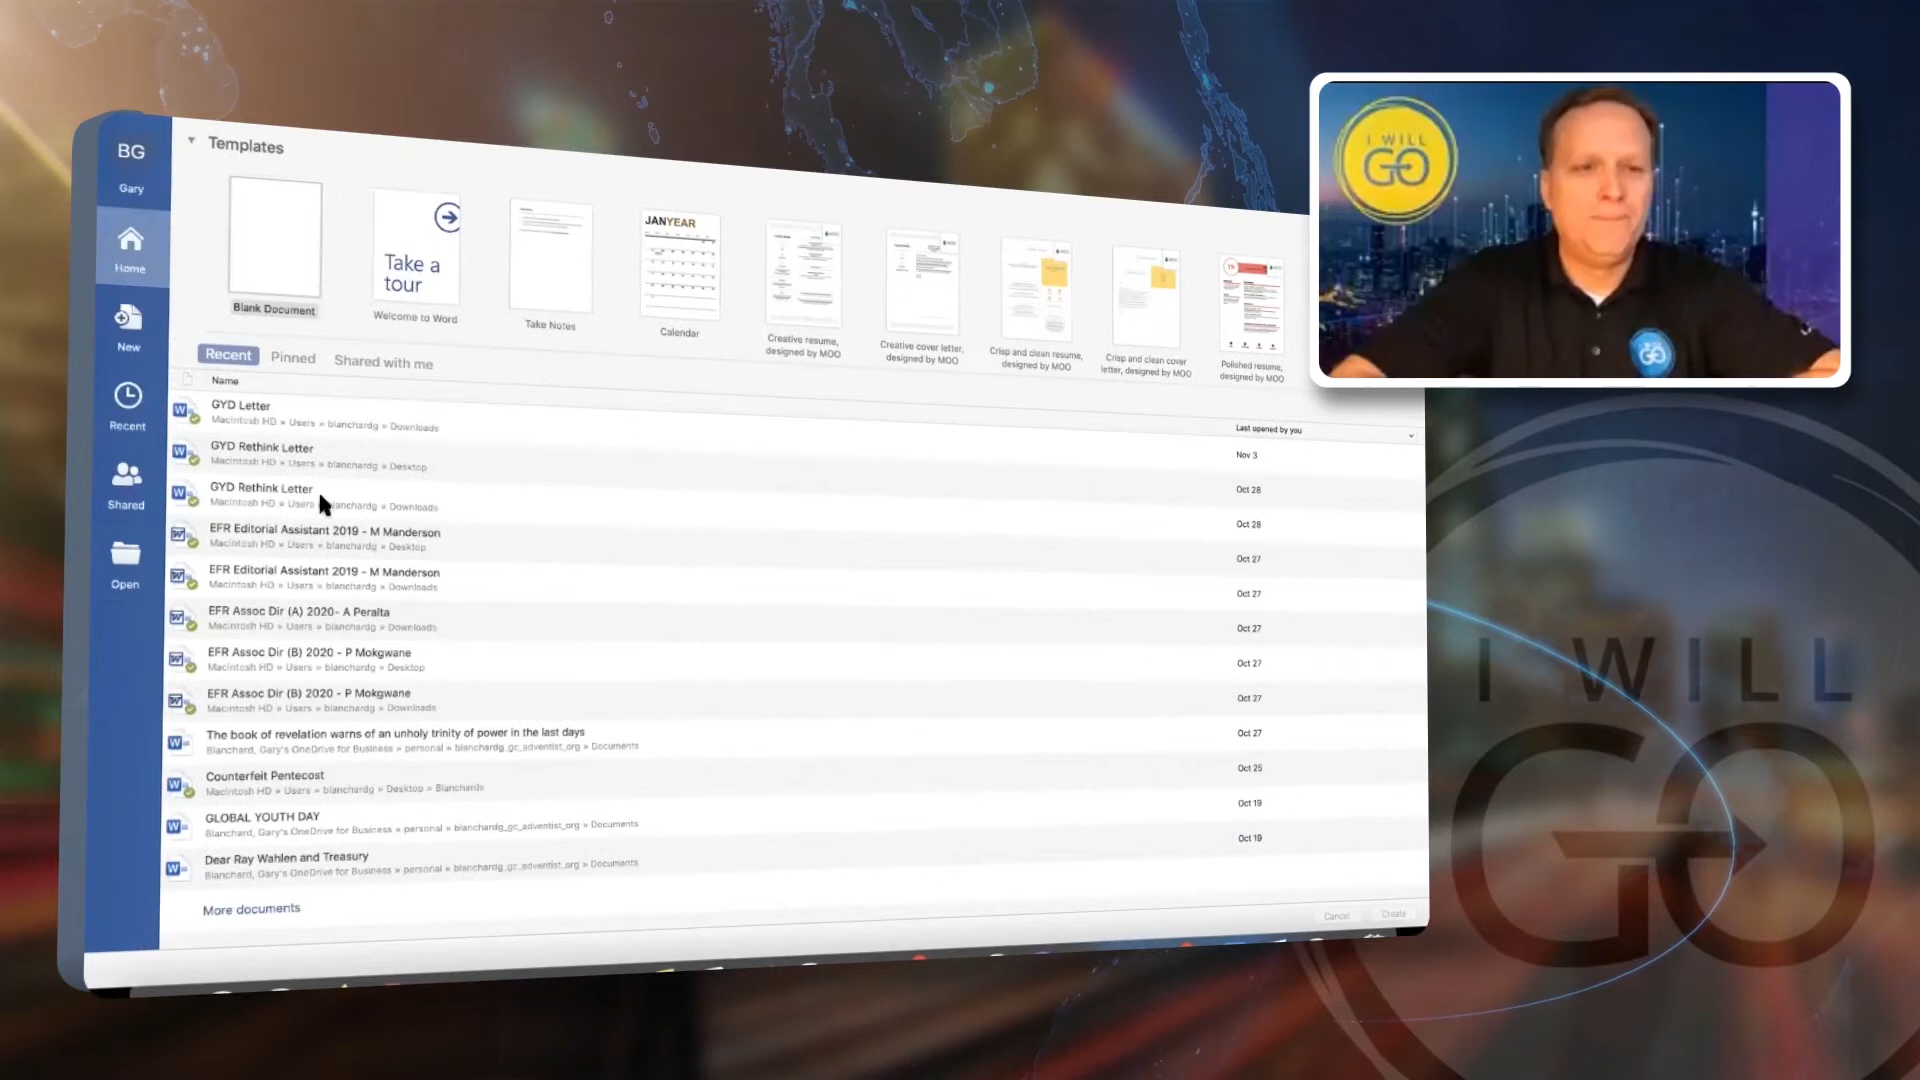 BG
Gary
Home
New
Recent
Shared
Open
Templates
Blank Document
Take a
tour
Welcome to Word
Take Notes
JANYEAR
Calendar
Creative resume,
designed by MOO
Creative cover letter,
designed by MOO
Crisp and clean resume,
designed by MOO
Crisp and clean cover
letter, designed by MOO
Polished resume,
designed by MOO
Recent Pinned Shared with me
Name
Last opened by you
GYD Letter
Macintosh HD » Users » blanchardg » Downloads
Nov 3
GYD Rethink Letter
Macintosh HD » Users » blanchardg » Desktop
Oct 28
GYD Rethink Letter
Macintosh HD » Users » blanchardg » Downloads
Oct 28
EFR Editorial Assistant 2019 - M Manderson
Macintosh HD » Users » blanchardg » Desktop
Oct 27
EFR Editorial Assistant 2019 - M Manderson
Macintosh HD » Users » blanchardg » Downloads
Oct 27
EFR Assoc Dir (A) 2020- A Peralta
Macintosh HD » Users » blanchardg » Downloads
Oct 27
EFR Assoc Dir (B) 2020 - P Mokgwane
Macintosh HD » Users » blanchardg » Desktop
Oct 27
EFR Assoc Dir (B) 2020 - P Mokgwane
Macintosh HD » Users » blanchardg » Downloads
Oct 27
The book of revelation warns of an unholy trinity of power in the last days
Blanchard, Gary's OneDrive for Business » personal » blanchardg_gc_adventist_org » Documents
Oct 27
Counterfeit Pentecost
Macintosh HD » Users » blanchardg » Desktop » Blanchards
Oct 25
GLOBAL YOUTH DAY
Blanchard, Gary's OneDrive for Business » personal » blanchardg_gc_adventist_org » Documents
Oct 19
Dear Ray Wahlen and Treasury
Blanchard, Gary's OneDrive for Business » personal » blanchardg_gc_adventist_org » Documents
Oct 19
More documents
Cancel Create
I WILL
GO
I WILL
GO
GO